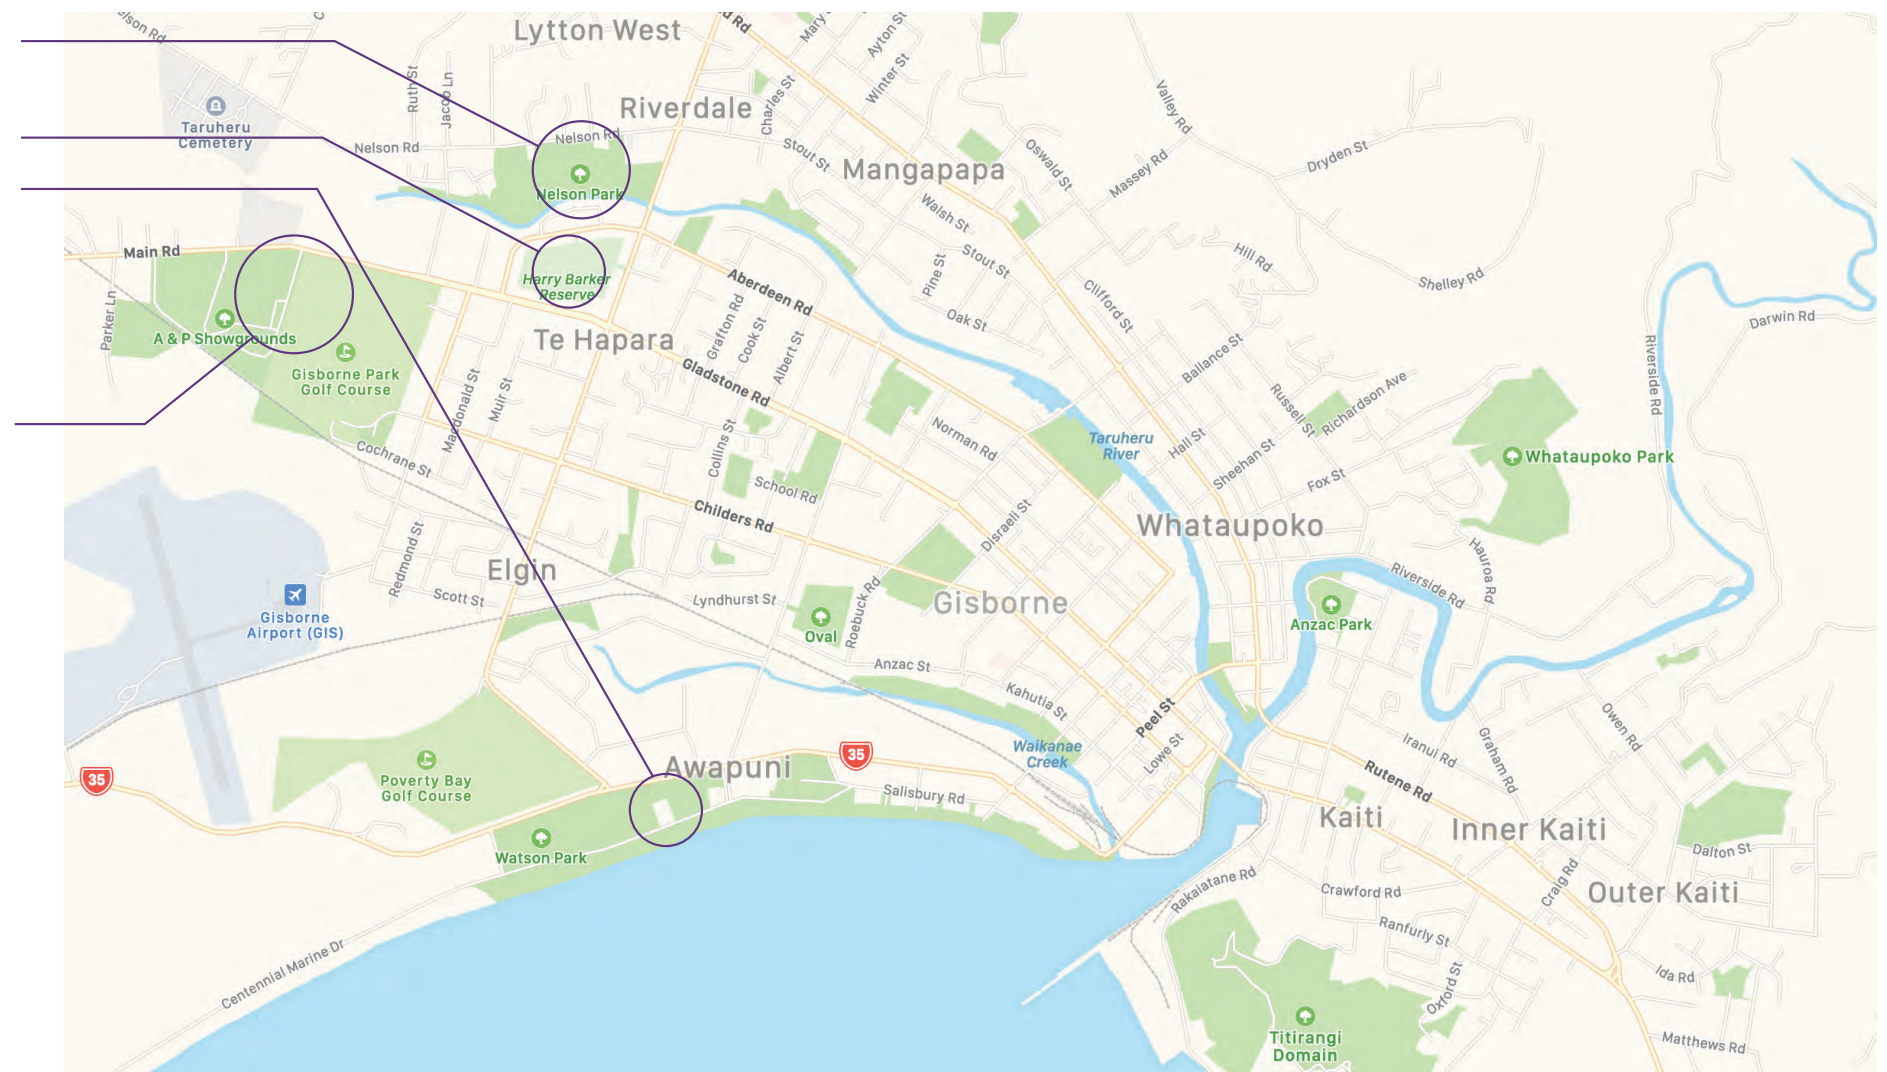 Lytton West
Riverdale
Mary
Ayton St
Winter St
Charles St
Ruth St
Jacob Ln
Taruheru
Cemetery
Nelson Rd
Nelson Rd
Nelson Park
Stout St
Mangapapa
Oswald St
Valley Rd
Massey Rd
Dryden St
Walsh St
Stout St
Pine St
Hill Rd
Shelley Rd
Main Rd
Parker Ln
A & P Showgrounds
Gisborne Park
Golf Course
Harry Barker
Reserve
Te Hapara
Aberdeen Rd
Grafton Rd
Cook St
Albert St
Oak St
Clifford St
Ballance St
Darwin Rd
Riverside Rd
Gladstone Rd
Macdonald St
Muir St
Cochrane St
Collins St
School Rd
Norman Rd
Taruheru
River
Hall St
Sheehan St
Russell St
Richardson Ave
Fox St
Whataupoko Park
Childers Rd
Disraeli St
Whataupoko
Hauroa Rd
Riverside Rd
Redmond St
Elgin
Scott St
Gisborne
Airport (GIS)
Lyndhurst St
Oval
Roebuck Rd
Gisborne
Anzac Park
Anzac St
Kahutia St
Peel St
Lowe St
Waikanae
Creek
Iranui Rd
Graham Rd
Owen Rd
Rutene Rd
35
35
Poverty Bay
Golf Course
Awapuni
Salisbury Rd
Watson Park
Kaiti
Inner Kaiti
Outer Kaiti
Dalton St
Craig Rd
Crawford Rd
Rakaiatane Rd
Ranfurly St
Oxford St
Ida Rd
Matthews Rd
Titirangi
Domain
Centennial Marine Dr